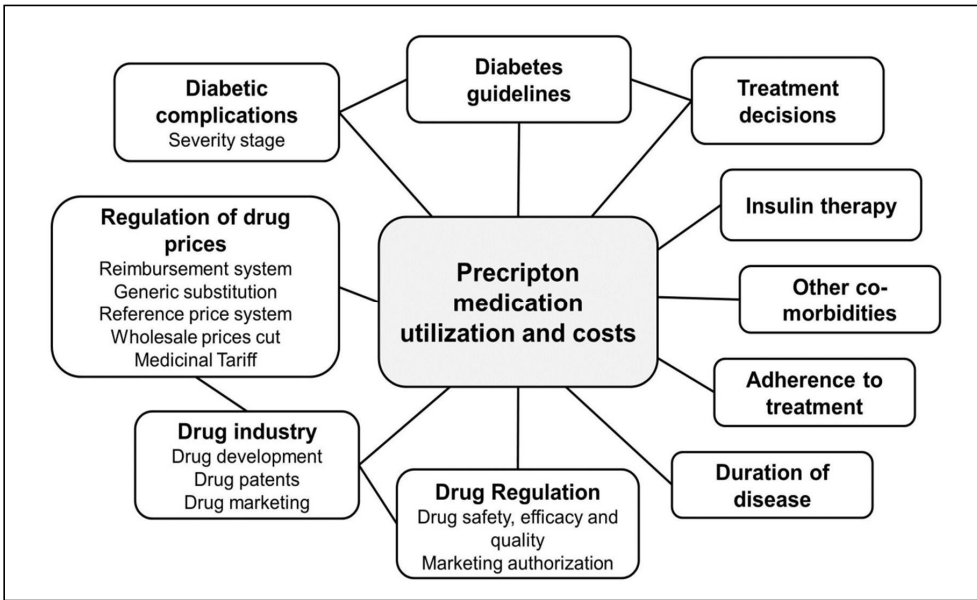 Diabetes
guidelines
Diabetic
complications
Severity stage
Treatment
decisions
Regulation of drug
prices
Reimbursement system
Generic substitution
Reference price system
Wholesale prices cut
Medicinal Tariff
Insulin therapy
Precripton
medication
utilization and costs
Other co-
morbidities
Adherence to
treatment
Drug industry
Drug development
Drug patents
Drug marketing
Drug Regulation
Drug safety, efficacy and
quality
Marketing authorization
Duration of
disease